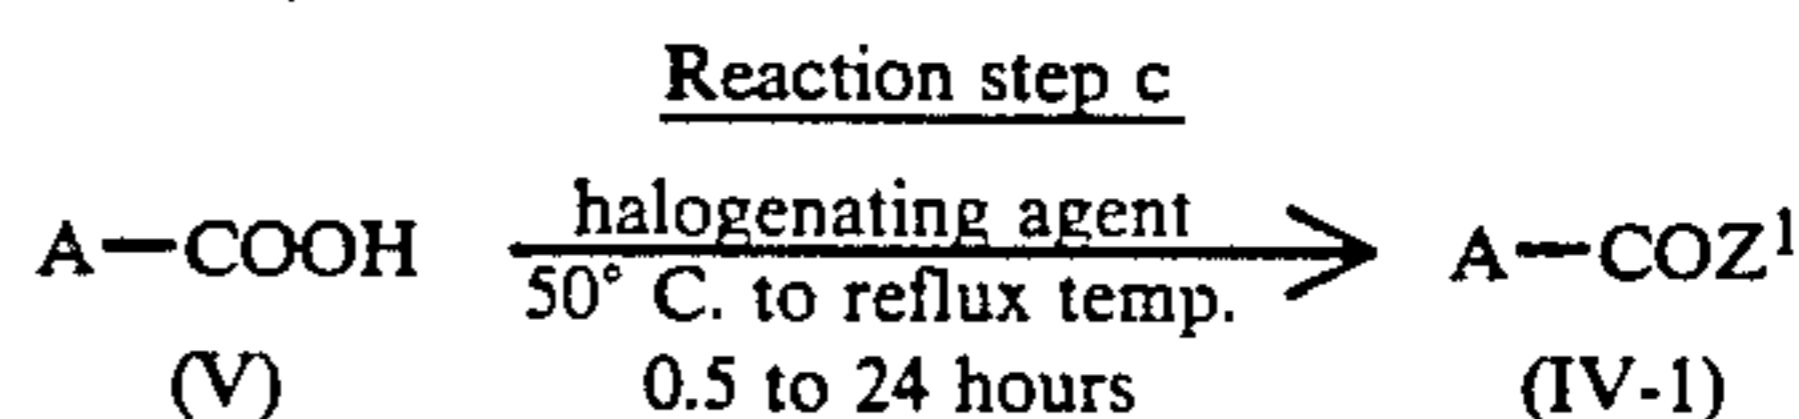 Reaction step c
halogenating agent
A—COOH A—COZ¹
50° C. to reflux temp.
(V) 0.5 to 24 hours (IV-1)